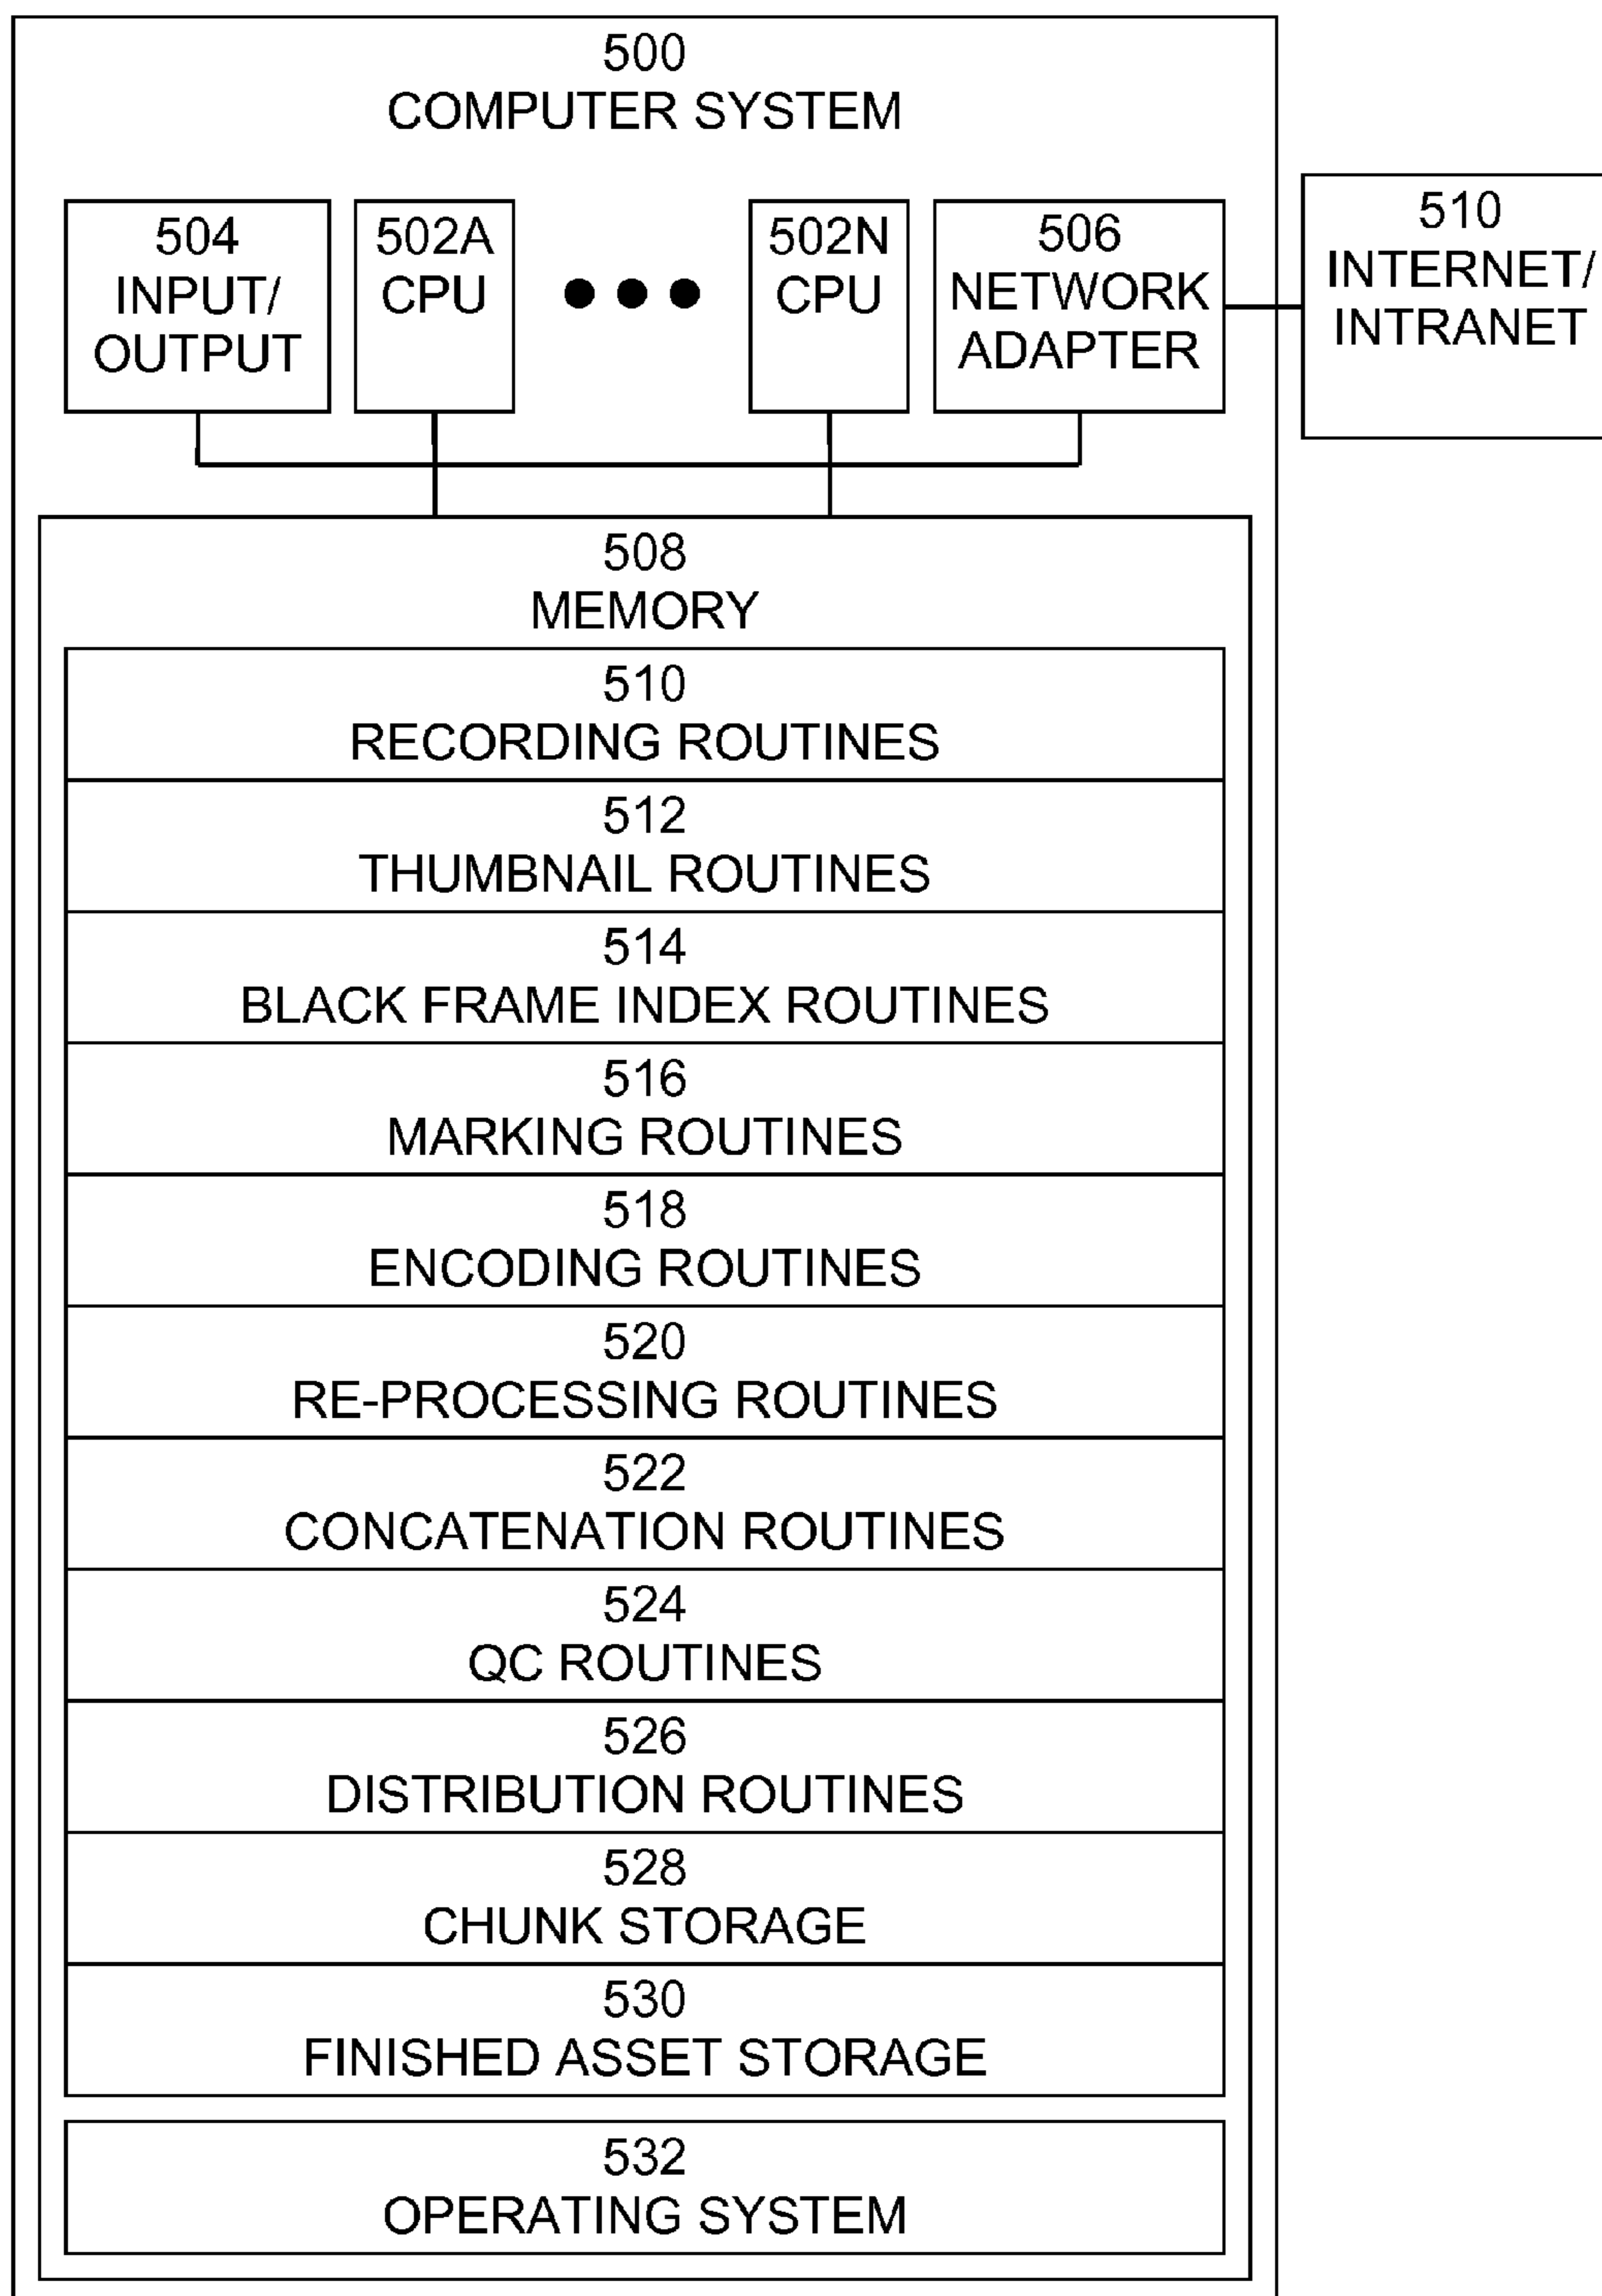 500
COMPUTER SYSTEM
504
INPUT/
OUTPUT
502A
CPU
502N
CPU
506
NETWORK
ADAPTER
510
INTERNET/
INTRANET
508
MEMORY
510
RECORDING ROUTINES
512
THUMBNAIL ROUTINES
514
BLACK FRAME INDEX ROUTINES
516
MARKING ROUTINES
518
ENCODING ROUTINES
520
RE-PROCESSING ROUTINES
522
CONCATENATION ROUTINES
524
QC ROUTINES
526
DISTRIBUTION ROUTINES
528
CHUNK STORAGE
530
FINISHED ASSET STORAGE
532
OPERATING SYSTEM